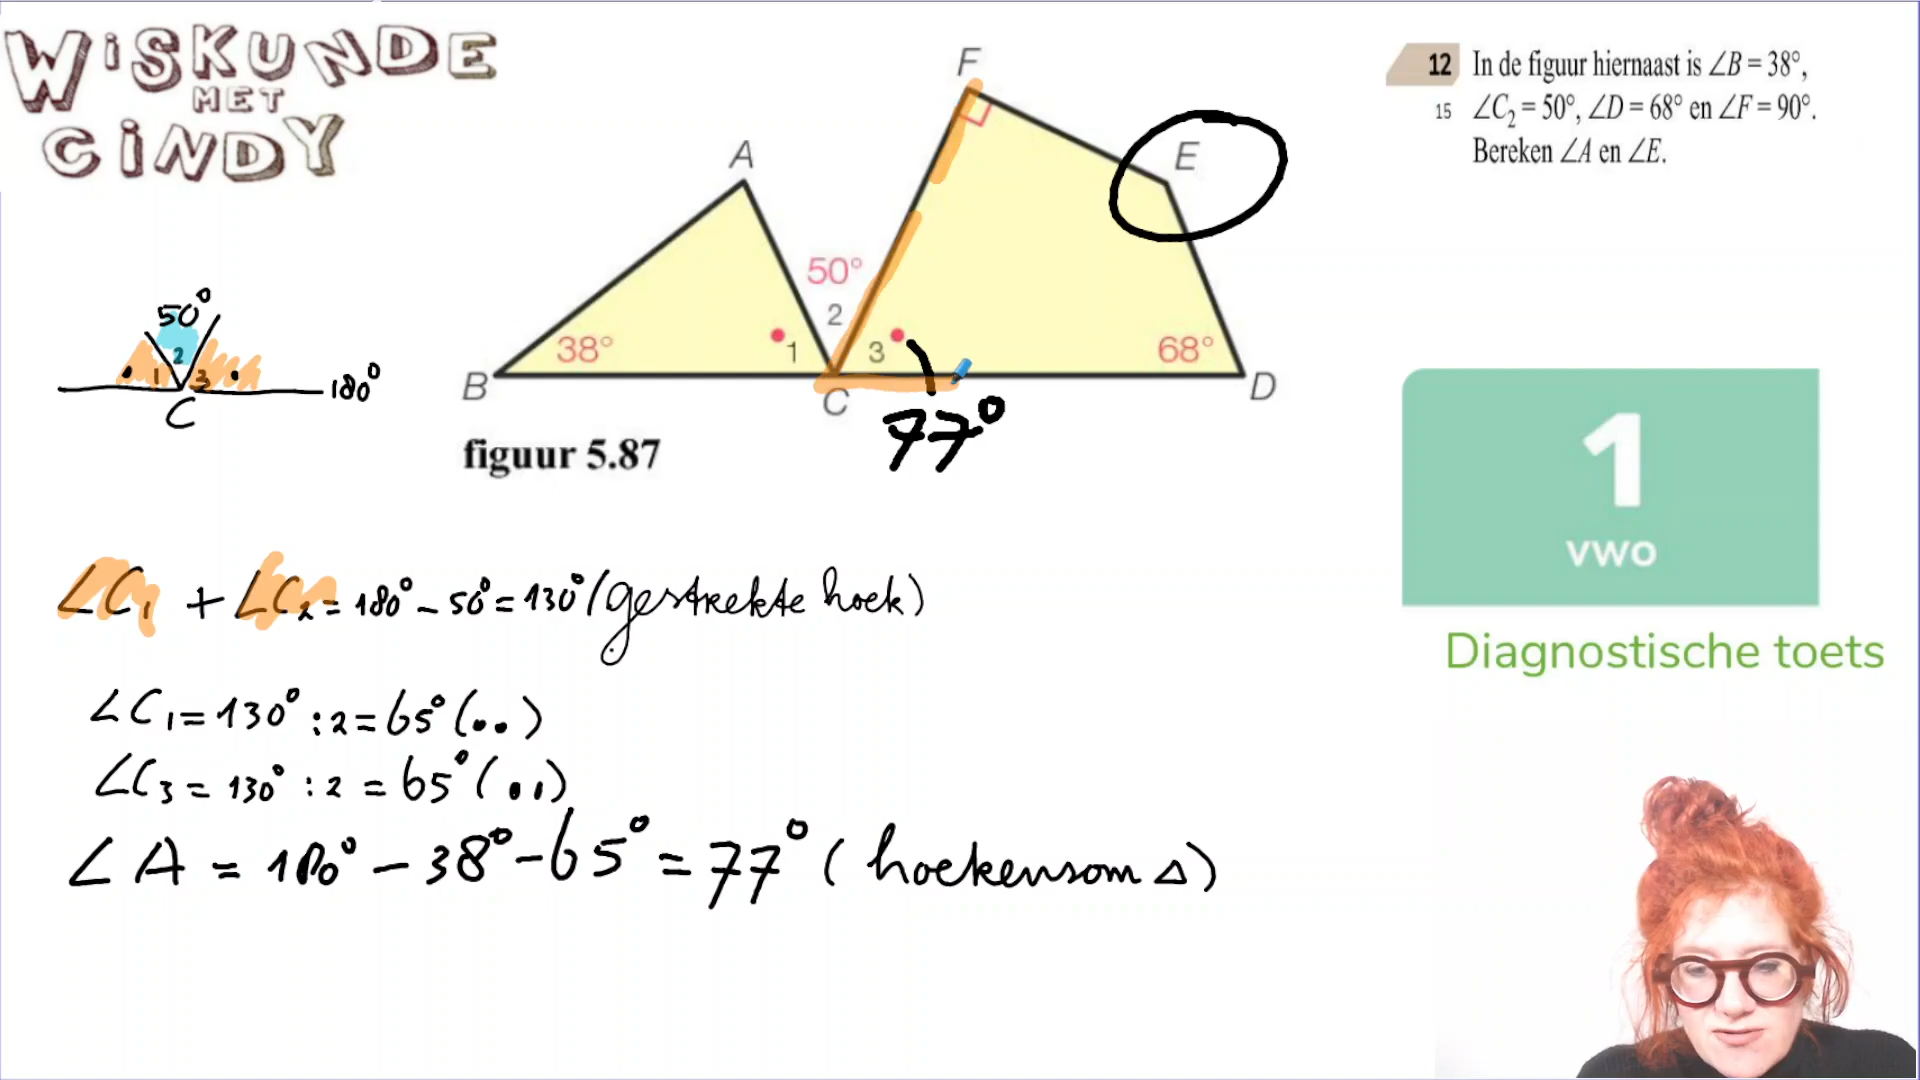 WiSKUNDE
MET
CiNDY
12 In de figuur hiernaast is ∠B = 38°,
15 ∠C₂ = 50°, ∠D = 68° en ∠F = 90°.
Bereken ∠A en ∠E.
F
A
E
50°
2
38°
1
3
68°
B
C
D
77°
figuur 5.87
50°
2
1
3
180°
C
∠C₁ + ∠C₂ = 180° - 50° = 130° (gestrekte hoek)
∠C₁ = 130° : 2 = 65° (••)
∠C₃ = 130° : 2 = 65° (••)
∠A = 180° - 38° - 65° = 77° (hoekensom △)
1
vwo
Diagnostische toets